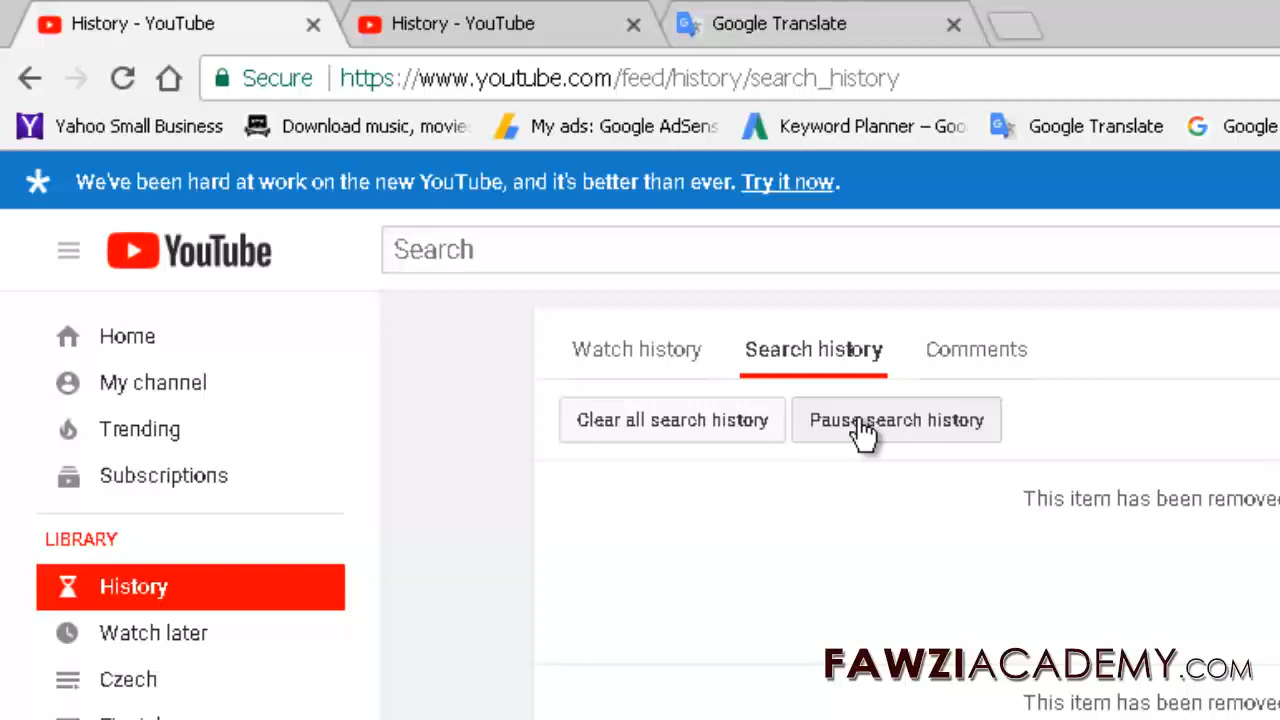 History - YouTube
History - YouTube
Google Translate
Secure https://www.youtube.com/feed/history/search_history
Yahoo Small Business
Download music, movie
My ads: Google AdSens
Keyword Planner – Goo
Google Translate
Google
We've been hard at work on the new YouTube, and it's better than ever. Try it now.
YouTube
Search
Home
My channel
Trending
Subscriptions
LIBRARY
History
Watch later
Czech
Watch history
Search history
Comments
Clear all search history
Pause search history
This item has been remove
This item has been remove
FAWZIACADEMY.COM